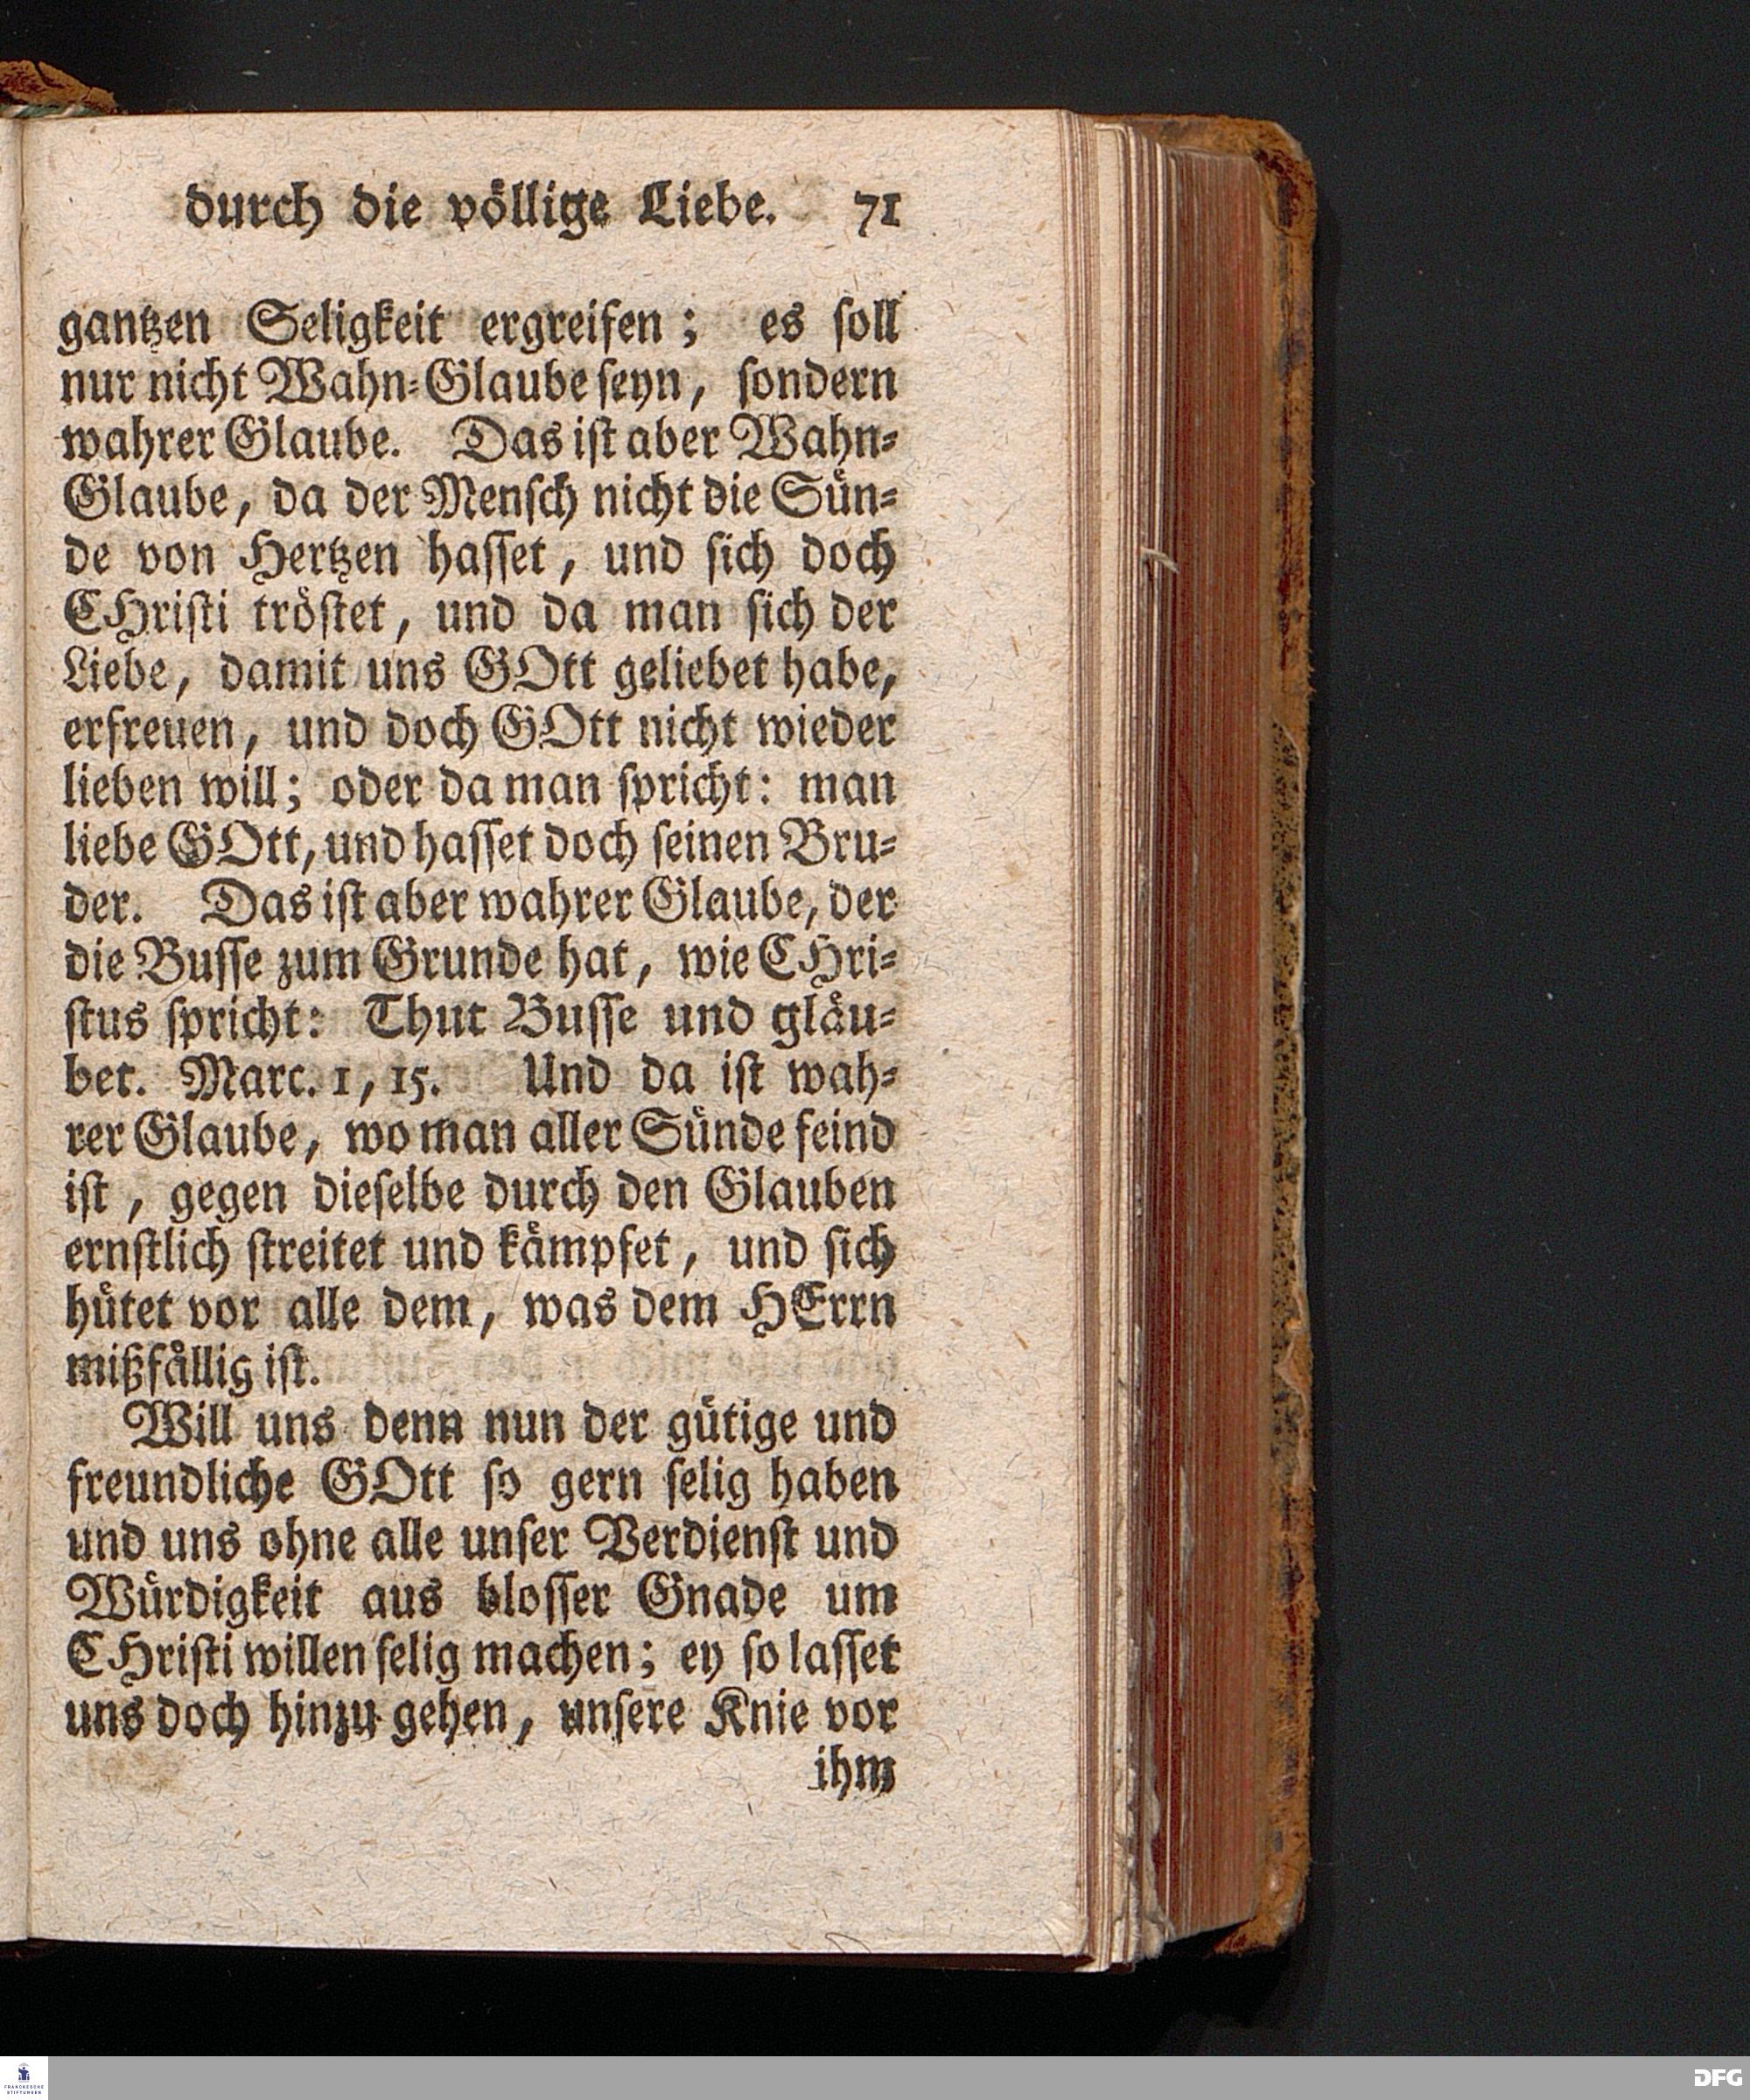 durch die völlige Liebe. 71
gantzen Seligkeit ergreifen; es soll
nur nicht Wahn-Glaube seyn, sondern
wahrer Glaube. Das ist aber Wahn-
Glaube, da der Mensch nicht die Sün-
de von Hertzen hasset, und sich doch
CHristi tröstet, und da man sich der
Liebe, damit uns GOtt geliebet habe,
erfreuen, und doch GOtt nicht wieder
lieben will; oder da man spricht: man
liebe GOtt, und hasset doch seinen Bru-
der. Das ist aber wahrer Glaube, der
die Busse zum Grunde hat, wie CHri-
stus spricht: Thut Busse und gläu-
bet. Marc. 1, 15. Und da ist wah-
rer Glaube, wo man aller Sünde feind
ist, gegen dieselbe durch den Glauben
ernstlich streitet und kämpfet, und sich
hütet vor alle dem, was dem HErrn
mißfällig ist.
Will uns denn nun der gütige und
freundliche GOtt so gern selig haben
und uns ohne alle unser Verdienst und
Würdigkeit aus blosser Gnade um
CHristi willen selig machen; ey so lasset
uns doch hinzu gehen, unsere Knie vor
ihm
FRANCKESCHE
STIFTUNGEN
DFG